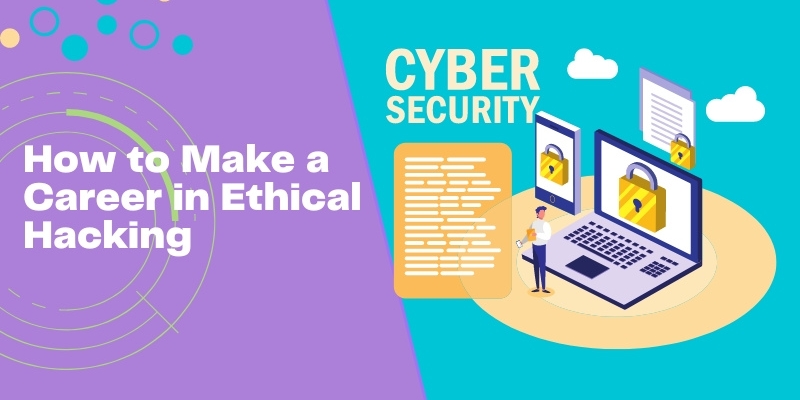 How to Make a
Career in Ethical
Hacking
CYBER
SECURITY